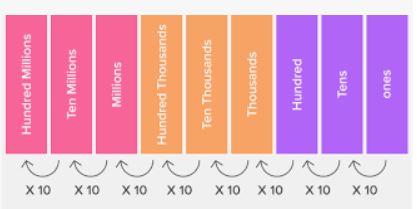 Hundred Millions
Ten Millions
Millions
Hundred Thousands
Ten Thousands
Thousands
Hundred
Tens
ones
X 10
X 10
X 10
X 10
X 10
X 10
X 10
X 10